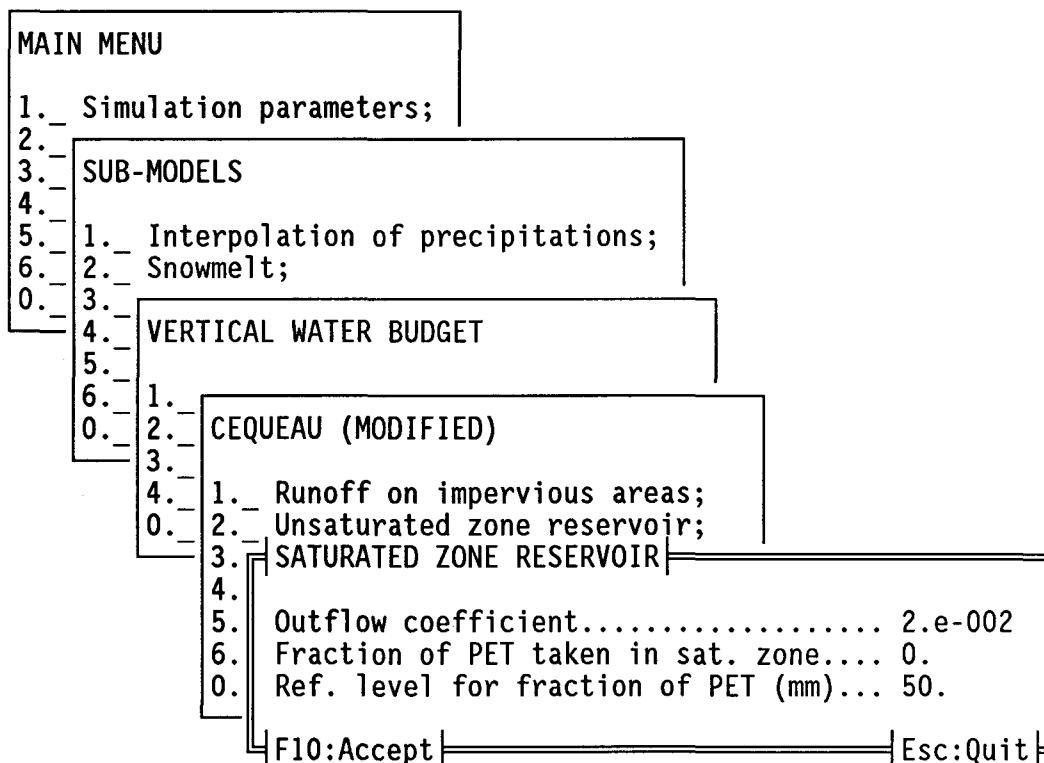 MAIN MENU
1._ Simulation parameters;
2._
3._
4._
5._
6._
0._
SUB-MODELS
1._ Interpolation of precipitations;
2._ Snowmelt;
3._
4._
5._
6._
0._
VERTICAL WATER BUDGET
1._
2._
3._
4._
0._
CEQUEAU (MODIFIED)
1._ Runoff on impervious areas;
2._ Unsaturated zone reservoir;
3.
4.
5.
6.
0.
SATURATED ZONE RESERVOIR
Outflow coefficient................... 2.e-002
Fraction of PET taken in sat. zone.... 0.
Ref. level for fraction of PET (mm)... 50.
F10:Accept Esc:Quit